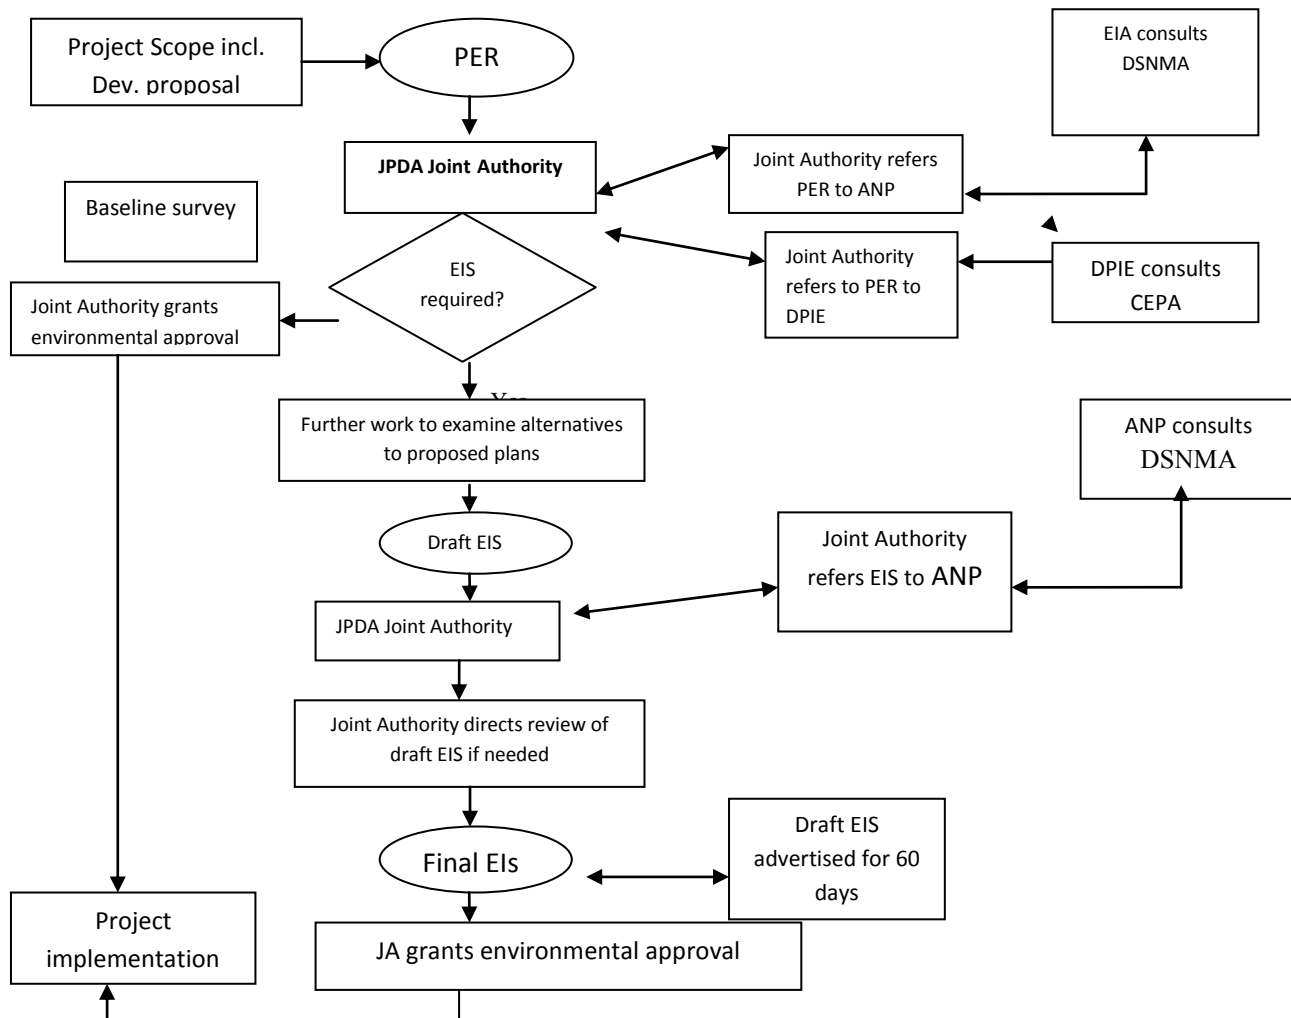 Project Scope incl.
Dev. proposal
PER
EIA consults
DSNMA
JPDA Joint Authority
Joint Authority refers
PER to ANP
Baseline survey
EIS
required?
Joint Authority
refers to PER to
DPIE
DPIE consults
CEPA
Joint Authority grants
environmental approval
Yes
Further work to examine alternatives
to proposed plans
ANP consults
DSNMA
Draft EIS
Joint Authority
refers EIS to ANP
JPDA Joint Authority
Joint Authority directs review of
draft EIS if needed
Final EIs
Draft EIS
advertised for 60
days
Project
implementation
JA grants environmental approval